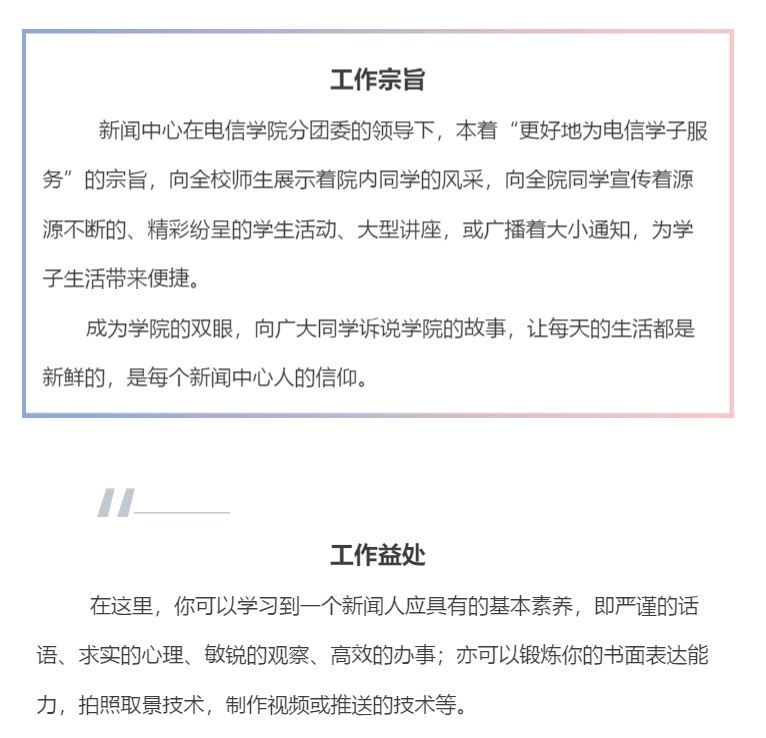 工作宗旨
新闻中心在电信学院分团委的领导下，本着“更好地为电信学子服
务”的宗旨，向全校师生展示着院内同学的风采，向全院同学宣传着源
源不断的、精彩纷呈的学生活动、大型讲座，或广播着大小通知，为学
子生活带来便捷。
成为学院的双眼，向广大同学诉说学院的故事，让每天的生活都是
新鲜的，是每个新闻中心人的信仰。
工作益处
在这里，你可以学习到一个新闻人应具有的基本素养，即严谨的话
语、求实的心理、敏锐的观察、高效的办事；亦可以锻炼你的书面表达能
力，拍照取景技术，制作视频或推送的技术等。